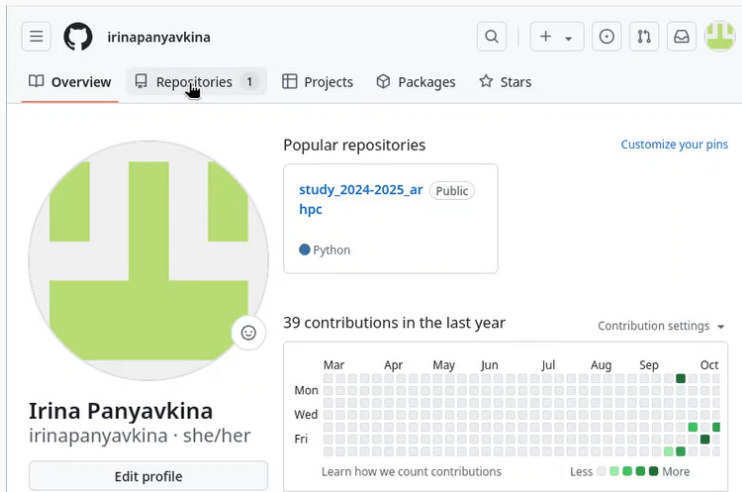 irinapanyavkina
Overview
Repositories 1
Projects
Packages
Stars
Popular repositories
Customize your pins
study_2024-2025_ar
hpc
Public
Python
39 contributions in the last year
Contribution settings
Mar Apr May Jun Jul Aug Sep Oct
Mon
Wed
Fri
Learn how we count contributions
Less More
Irina Panyavkina
irinapanyavkina · she/her
Edit profile